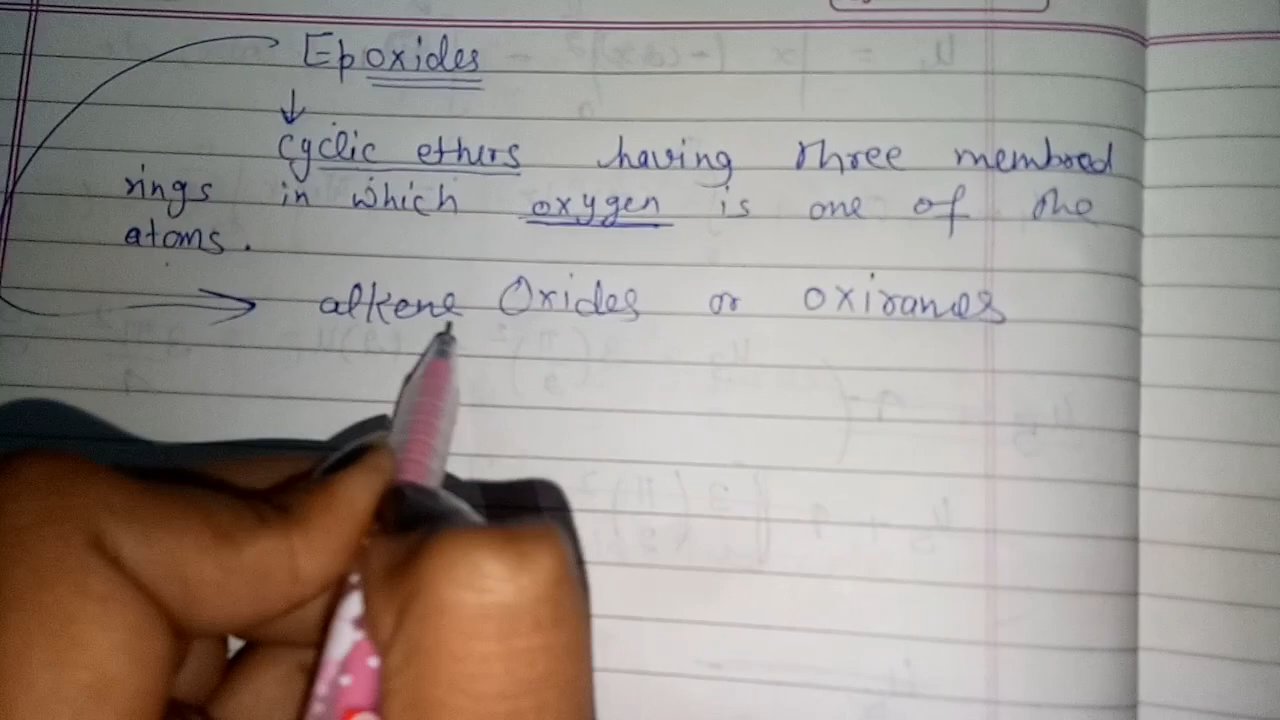 Epoxides
cyclic ethers having three membred
rings in which oxygen is one of the
atoms.
alkene Oxides or oxiranes